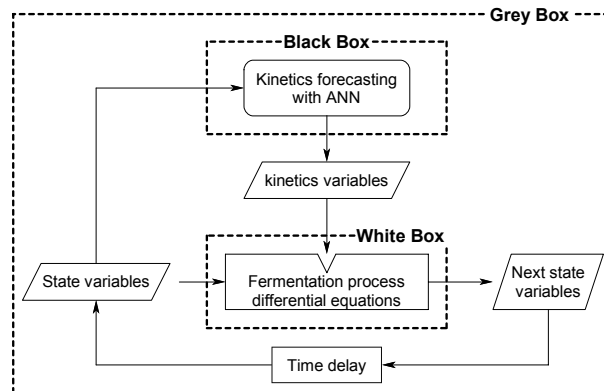 Grey Box
Black Box
Kinetics forecasting
with ANN
kinetics variables
White Box
State variables
Fermentation process
differential equations
Next state
variables
Time delay